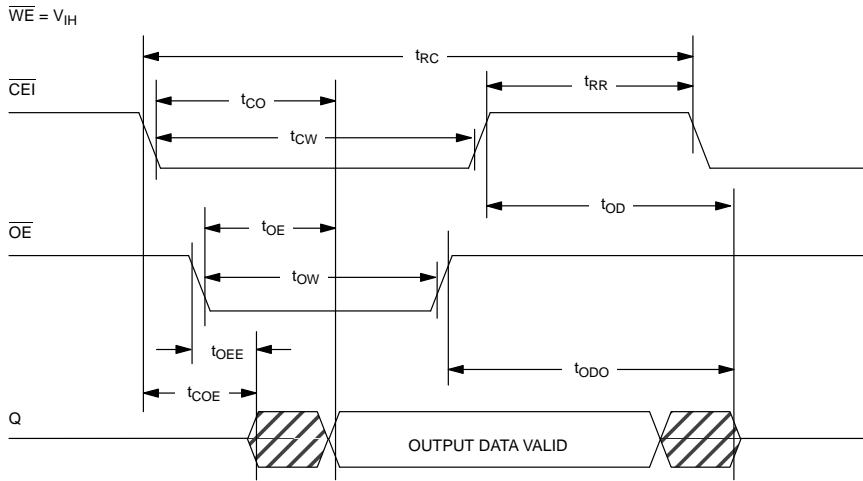 WE = VIH
tRC
CEI
tRR
tCO
tCW
tOD
OE
tOE
tOW
tOEE
tODO
tCOE
Q
OUTPUT DATA VALID